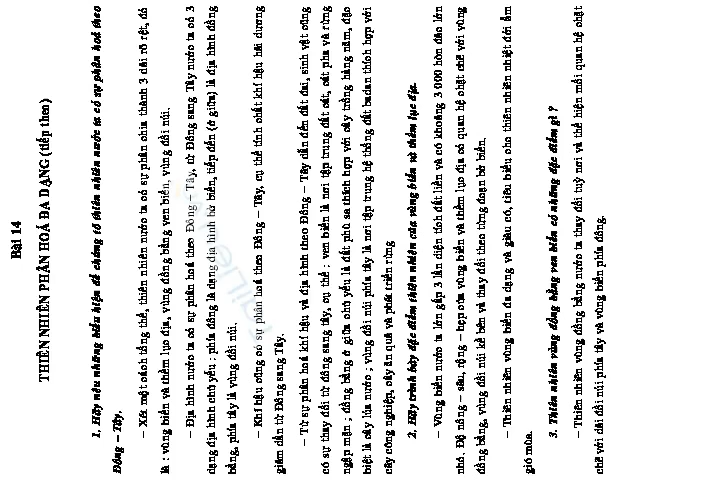 Bài 14
THIÊN NHIÊN PHÂN HOÁ ĐA DẠNG (tiếp theo)
1. Hãy nêu những biểu hiện để chứng tỏ thiên nhiên nước ta có sự phân hoá theo
Đông – Tây.
– Xét một cách tổng thể, thiên nhiên nước ta có sự phân chia thành 3 dải rõ rệt, đó
là : vùng biển và thềm lục địa, vùng đồng bằng ven biển, vùng đồi núi.
– Địa hình nước ta có sự phân hoá theo Đông – Tây, từ Đông sang Tây nước ta có 3
dạng địa hình chủ yếu : phía đông là dạng địa hình bờ biển, tiếp đến (ở giữa) là địa hình đồng
bằng, phía tây là vùng đồi núi.
– Khí hậu cũng có sự phân hoá theo Đông – Tây, cụ thể tính chất khí hậu hải dương
giảm dần từ Đông sang Tây.
– Từ sự phân hoá khí hậu và địa hình theo Đông – Tây dẫn đến đất đai, sinh vật cũng
có sự thay đổi từ đông sang tây, cụ thể : ven biển là nơi tập trung đất cát, cát pha và rừng
ngập mặn ; đồng bằng ở giữa chủ yếu là đất phù sa thích hợp với cây trồng hàng năm, đặc
biệt là cây lúa nước ; vùng đồi núi phía tây là nơi tập trung hệ thống đất badan thích hợp với
cây công nghiệp, cây ăn quả và phát triển rừng
2. Hãy trình bày đặc điểm thiên nhiên của vùng biển và thềm lục địa.
– Vùng biển nước ta lớn gấp 3 lần diện tích đất liền và có khoảng 3 000 hòn đảo lớn
nhỏ. Độ nông – sâu, rộng – hẹp của vùng biển và thềm lục địa có quan hệ chặt chẽ với vùng
đồng bằng, vùng đồi núi kề bên và thay đổi theo từng đoạn bờ biển.
– Thiên nhiên vùng biển đa dạng và giàu có, tiêu biểu cho thiên nhiên nhiệt đới ẩm
gió mùa.
3. Thiên nhiên vùng đồng bằng ven biển có những đặc điểm gì ?
– Thiên nhiên vùng đồng bằng nước ta thay đổi tuỳ nơi và thể hiện mối quan hệ chặt
chẽ với dải đồi núi phía tây và vùng biển phía đông.